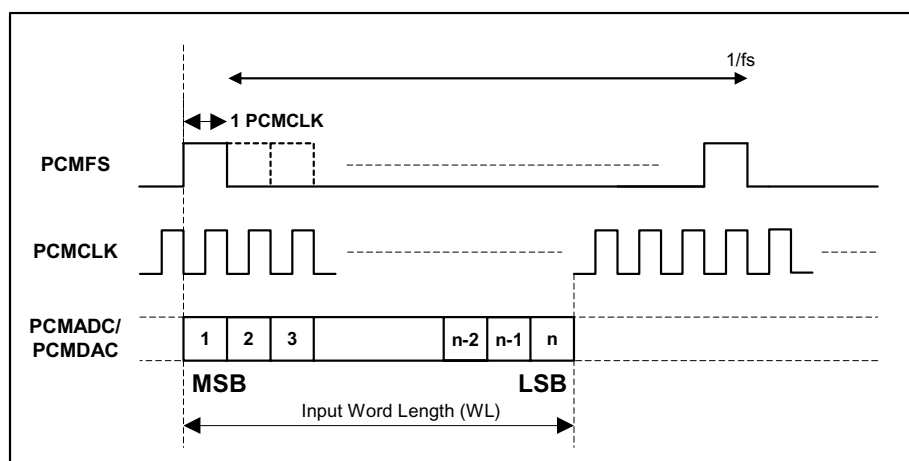 1/fs
1 PCMCLK
PCMFS
PCMCLK
PCMADC/
PCMDAC
1 2 3 n-2 n-1 n
MSB LSB
Input Word Length (WL)